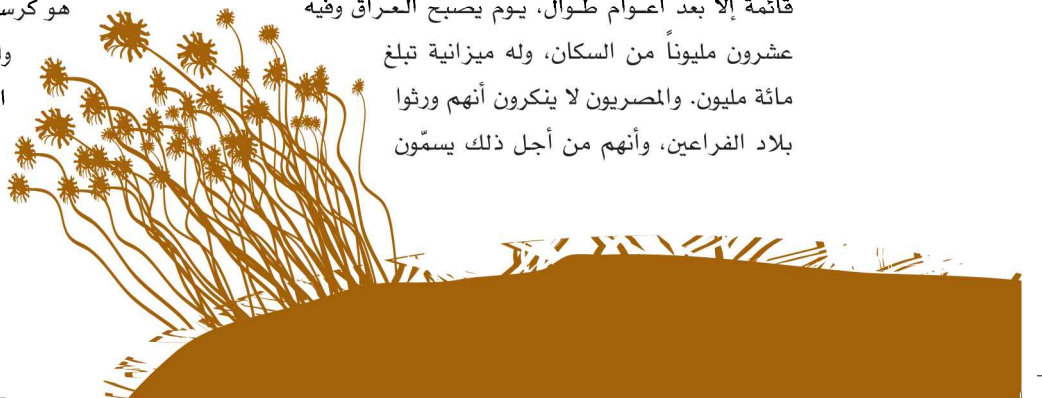 قائمة إلا بعد أعوام طوال، يوم يصبح العراق وفيه
عشرون مليوناً من السكان، وله ميزانية تبلغ
مائة مليون. والمصريون لا ينكرون أنهم ورثوا
بلاد الفراعين، وأنهم من أجل ذلك يسمّون
هو